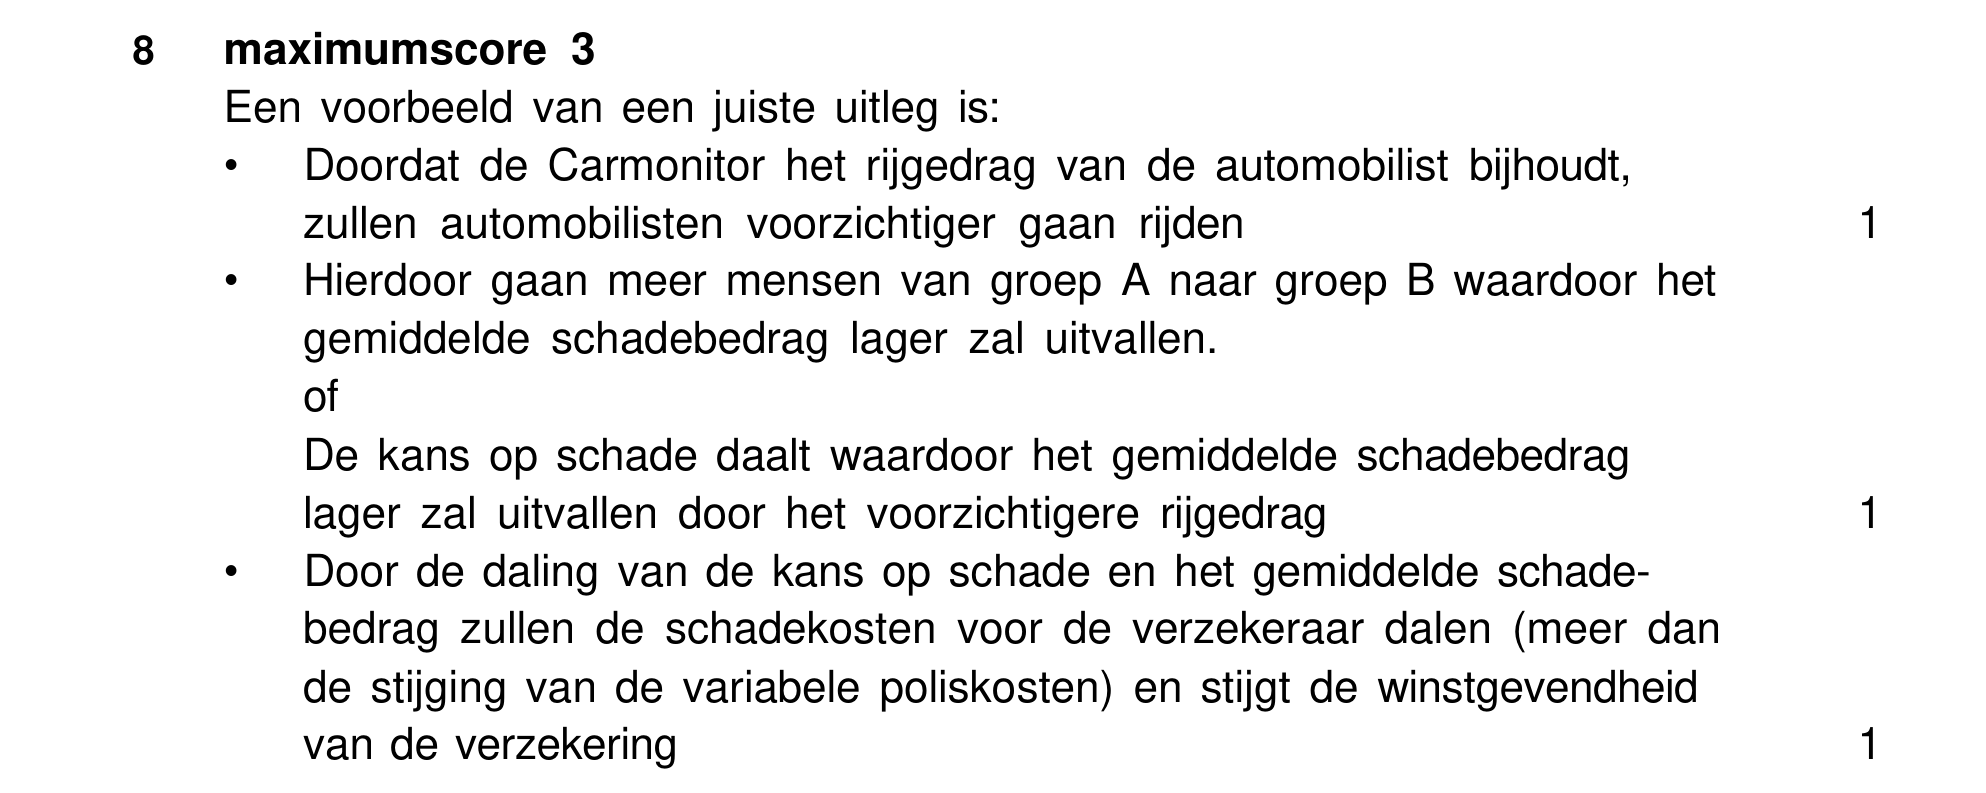 8 maximumscore 3
Een voorbeeld van een juiste uitleg is:
• Doordat de Carmonitor het rijgedrag van de automobilist bijhoudt,
zullen automobilisten voorzichtiger gaan rijden 1
• Hierdoor gaan meer mensen van groep A naar groep B waardoor het
gemiddelde schadebedrag lager zal uitvallen.
of
De kans op schade daalt waardoor het gemiddelde schadebedrag
lager zal uitvallen door het voorzichtigere rijgedrag 1
• Door de daling van de kans op schade en het gemiddelde schade-
bedrag zullen de schadekosten voor de verzekeraar dalen (meer dan
de stijging van de variabele poliskosten) en stijgt de winstgevendheid
van de verzekering 1